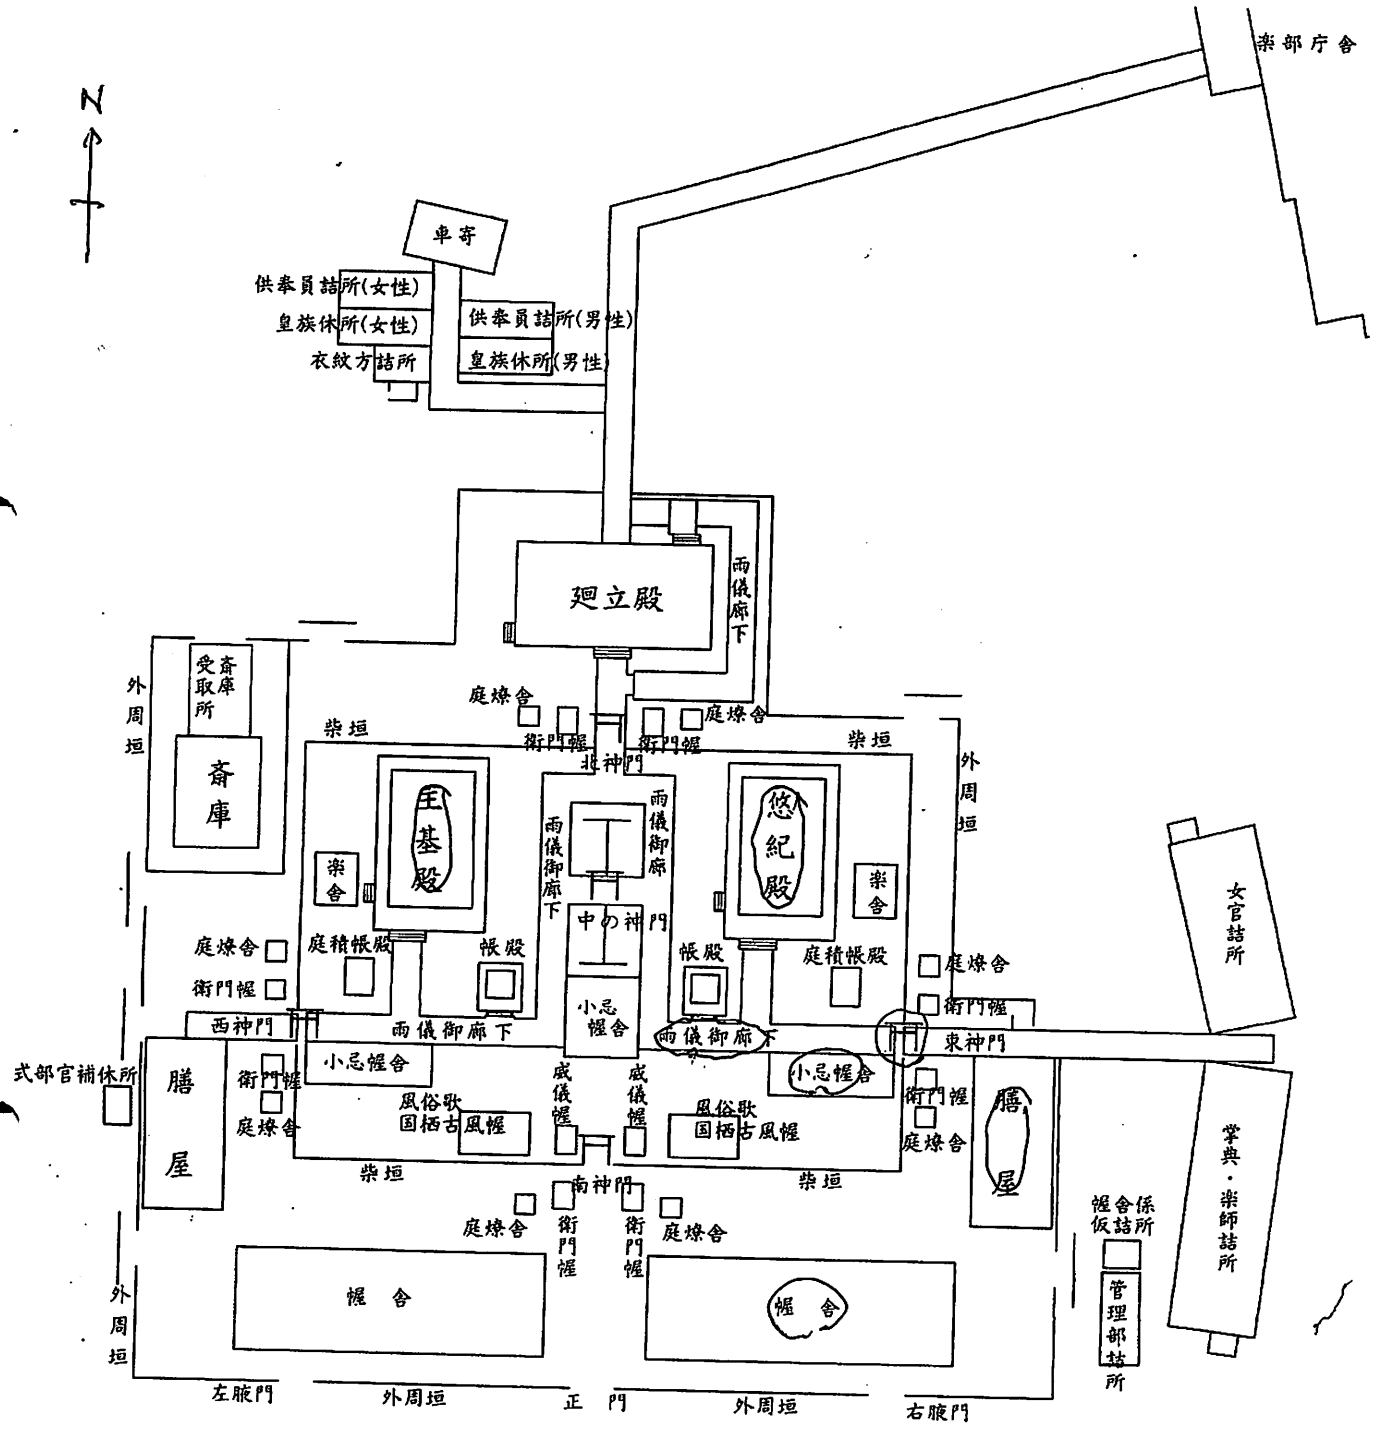 楽部庁舎
N
車寄
供奉員詰所(女性)
皇族休所(女性)
衣紋方詰所
供奉員詰所(男性)
皇族休所(男性)
廻立殿
雨儀廊下
斎庫
受取所
外周垣
斎庫
庭燎舎
庭燎舎
柴垣
衛門幄
衛門幄
北神門
柴垣
外周垣
主基殿
楽舎
雨儀御廊下
雨儀御廊
悠紀殿
楽舎
中の神門
庭燎舎
庭積帳殿
帳殿
帳殿
庭積帳殿
庭燎舎
衛門幄
衛門幄
小忌
幄舎
西神門
雨儀御廊下
雨儀御廊下
東神門
女官詰所
小忌幄舎
小忌幄舎
式部官補休所
膳屋
衛門幄
庭燎舎
威儀幄
威儀幄
風俗歌
国栖古風幄
風俗歌
国栖古風幄
衛門幄
庭燎舎
膳屋
掌典・楽師詰所
柴垣
南神門
柴垣
庭燎舎
衛門幄
衛門幄
庭燎舎
幄舎係
仮詰所
管理部詰所
外周垣
幄舎
幄舎
左腋門
外周垣
正門
外周垣
右腋門